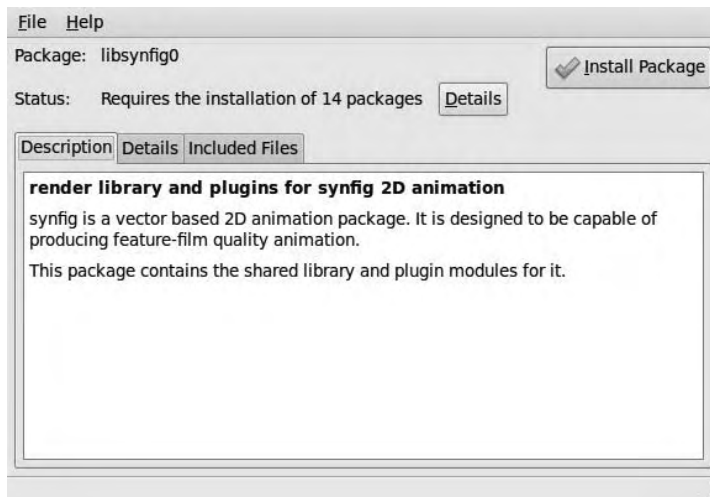 File Help
Package: libsynfig0
Install Package
Status: Requires the installation of 14 packages Details
Description Details Included Files
render library and plugins for synfig 2D animation
synfig is a vector based 2D animation package. It is designed to be capable of
producing feature-film quality animation.
This package contains the shared library and plugin modules for it.